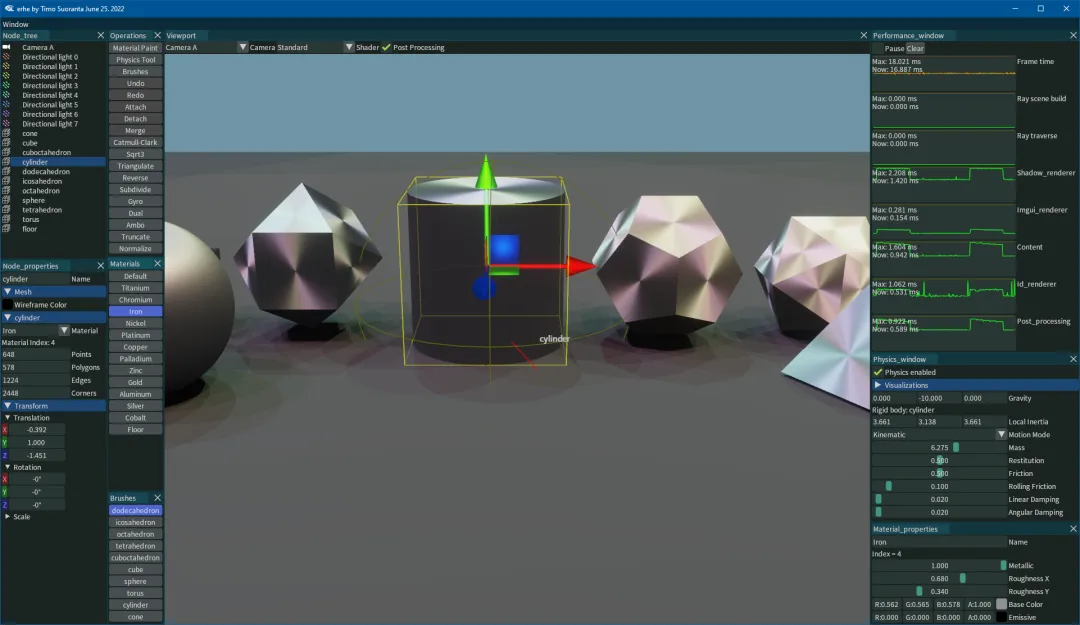 erhe by Timo Suoranta June 25. 2022
Window
Node_tree
Camera A
Directional light 0
Directional light 1
Directional light 2
Directional light 3
Directional light 4
Directional light 5
Directional light 6
Directional light 7
cone
cube
cuboctahedron
cylinder
dodecahedron
icosahedron
octahedron
sphere
tetrahedron
torus
floor
Node_properties
cylinder Name
Mesh
Wireframe Color
cylinder
Iron Material
Material Index: 4
648 Points
578 Polygons
1224 Edges
2448 Corners
Transform
Translation
X -0.392
Y 1.000
Z -1.451
Rotation
X -0°
Y -0°
Z -0°
Scale
Operations
Material Paint
Physics Tool
Brushes
Undo
Redo
Attach
Detach
Merge
Catmull-Clark
Sqrt3
Triangulate
Reverse
Subdivide
Gyro
Dual
Ambo
Truncate
Normalize
Materials
Default
Titanium
Chromium
Iron
Nickel
Platinum
Copper
Palladium
Zinc
Gold
Aluminum
Silver
Cobalt
Floor
Brushes
dodecahedron
icosahedron
octahedron
tetrahedron
cuboctahedron
cube
sphere
torus
cylinder
cone
Viewport
Camera A Camera Standard Shader Post Processing
cylinder
Performance_window
Pause Clear
Max: 18.021 ms Frame time
Now: 16.887 ms
Max: 0.000 ms Ray scene build
Now: 0.000 ms
Max: 0.000 ms Ray traverse
Now: 0.000 ms
Max: 2.208 ms Shadow_renderer
Now: 1.420 ms
Max: 0.281 ms Imgui_renderer
Now: 0.154 ms
Max: 1.604 ms Content
Now: 0.942 ms
Max: 1.062 ms Id_renderer
Now: 0.531 ms
Max: 0.922 ms Post_processing
Now: 0.589 ms
Physics_window
Physics enabled
Visualizations
0.000 -10.000 0.000 Gravity
Rigid body: cylinder
3.661 3.138 3.661 Local Inertia
Kinematic Motion Mode
6.275 Mass
0.500 Restitution
0.500 Friction
0.100 Rolling Friction
0.020 Linear Damping
0.020 Angular Damping
Material_properties
Iron Name
Index = 4
1.000 Metallic
0.680 Roughness X
0.340 Roughness Y
R:0.562 G:0.565 B:0.578 A:1.000 Base Color
R:0.000 G:0.000 B:0.000 A:0.000 Emissive